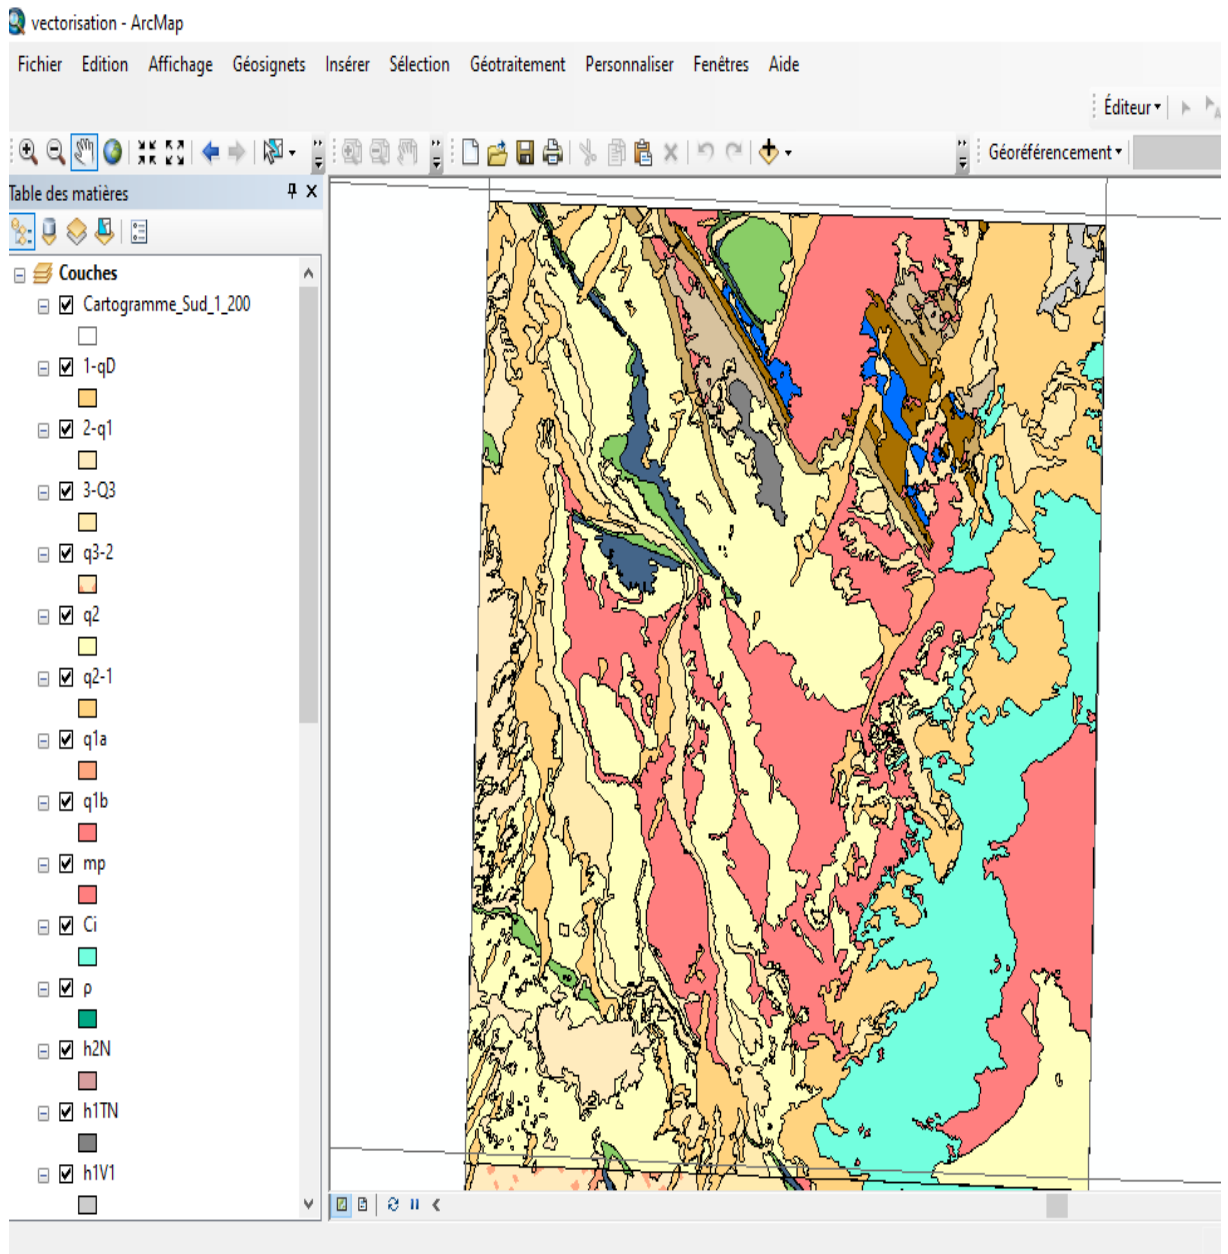 vectorisation - ArcMap
Fichier Edition Affichage Géosignets Insérer Sélection Géotraitement Personnaliser Fenêtres Aide
Éditeur
Géoréférencement
Table des matières
Couches
Cartogramme_Sud_1_200
1-qD
2-q1
3-Q3
q3-2
q2
q2-1
q1a
q1b
mp
Ci
ρ
h2N
h1TN
h1V1